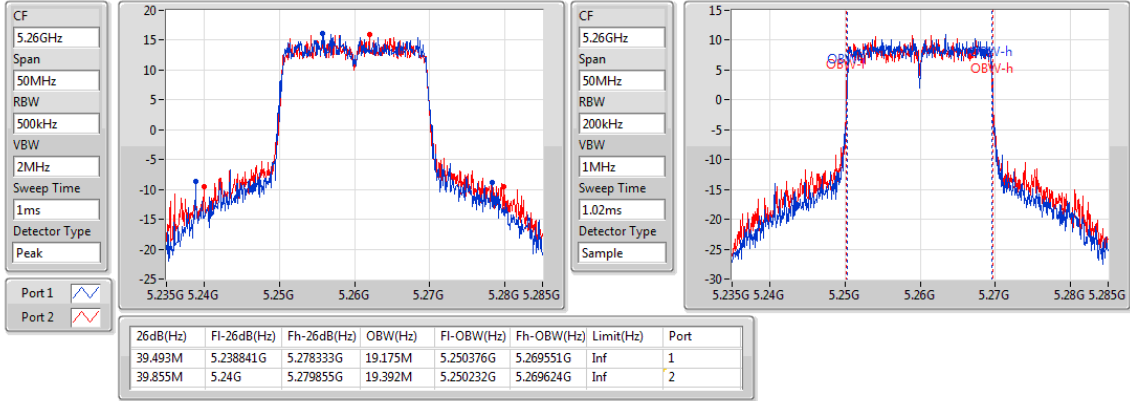 CF
5.26GHz
Span
50MHz
RBW
500kHz
VBW
2MHz
Sweep Time
1ms
Detector Type
Peak
Port 1
Port 2
20
15
10
5
0
-5
-10
-15
-20
-25
5.235G 5.24G 5.25G 5.26G 5.27G 5.28G 5.285G
CF
5.26GHz
Span
50MHz
RBW
200kHz
VBW
1MHz
Sweep Time
1.02ms
Detector Type
Sample
15
10
5
0
-5
-10
-15
-20
-25
-30
OBW-h
5.235G 5.24G 5.25G 5.26G 5.27G 5.28G 5.285G
26dB(Hz) Fl-26dB(Hz) Fh-26dB(Hz) OBW(Hz) Fl-OBW(Hz) Fh-OBW(Hz) Limit(Hz) Port
39.493M 5.238841G 5.278333G 19.175M 5.250376G 5.269551G Inf 1
39.855M 5.24G 5.279855G 19.392M 5.250232G 5.269624G Inf 2